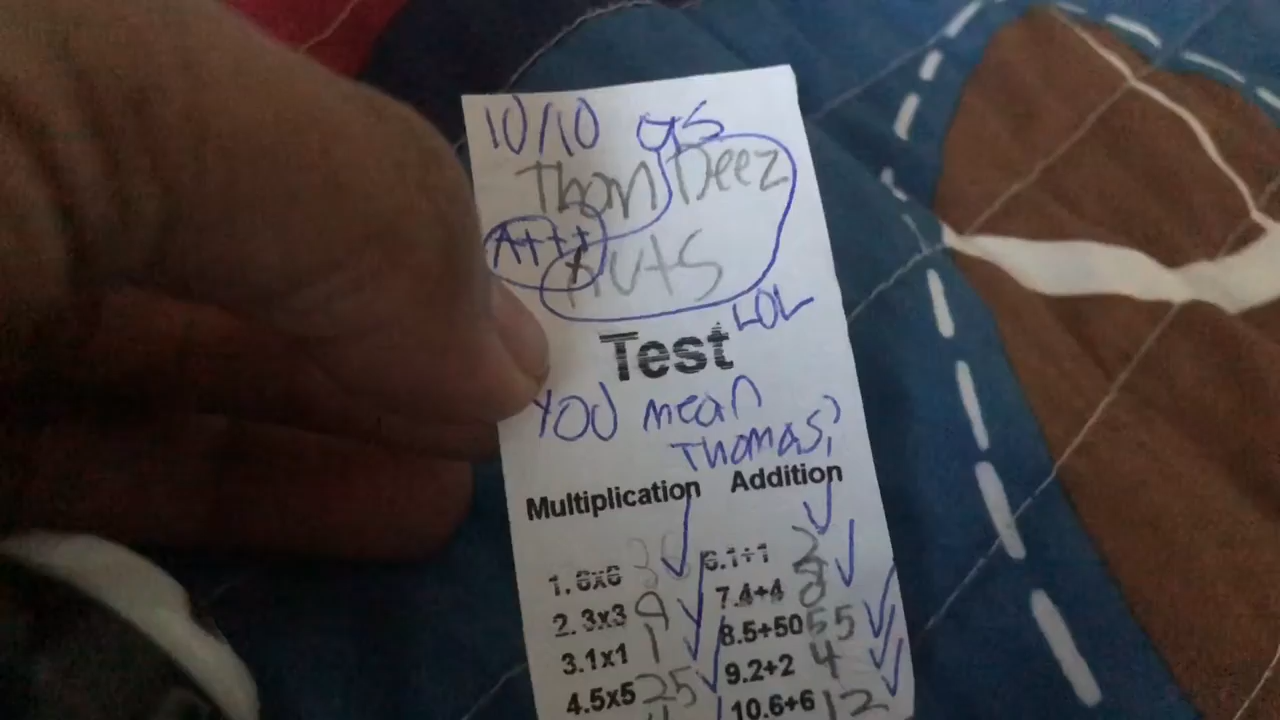 10/10 
Thom Deez
A+++
nuts
LOL
Test
You mean
Thomas?
Multiplication Addition
1. 6x6 36 6.1+1 2
2. 3x3 9 7.4+4 8
3.1x1 1 8.5+50 55
4.5x5 25 9.2+2 4
10.6+6 12